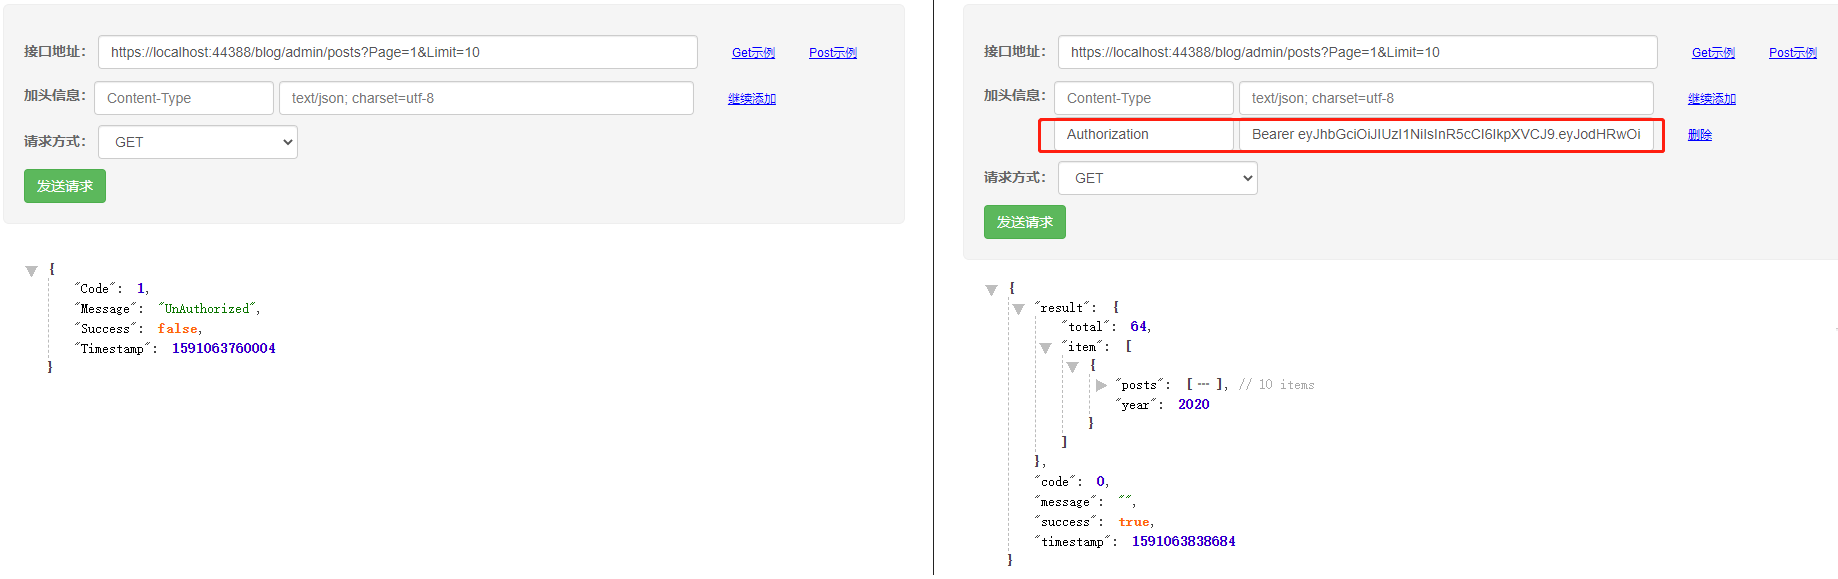 接口地址： https://localhost:44388/blog/admin/posts?Page=1&Limit=10 Get示例 Post示例
加头信息： Content-Type text/json; charset=utf-8 继续添加
请求方式： GET
发送请求
{
"Code": 1,
"Message": "UnAuthorized",
"Success": false,
"Timestamp": 1591063760004
}
接口地址： https://localhost:44388/blog/admin/posts?Page=1&Limit=10 Get示例 Post示例
加头信息： Content-Type text/json; charset=utf-8 继续添加
Authorization Bearer eyJhbGciOiJIUzI1NiIsInR5cCI6IkpXVCJ9.eyJodHRwOi 删除
请求方式： GET
发送请求
{
"result": {
"total": 64,
"item": [
{
"posts": [ ... ], // 10 items
"year": 2020
}
]
},
"code": 0,
"message": "",
"success": true,
"timestamp": 1591063838684
}